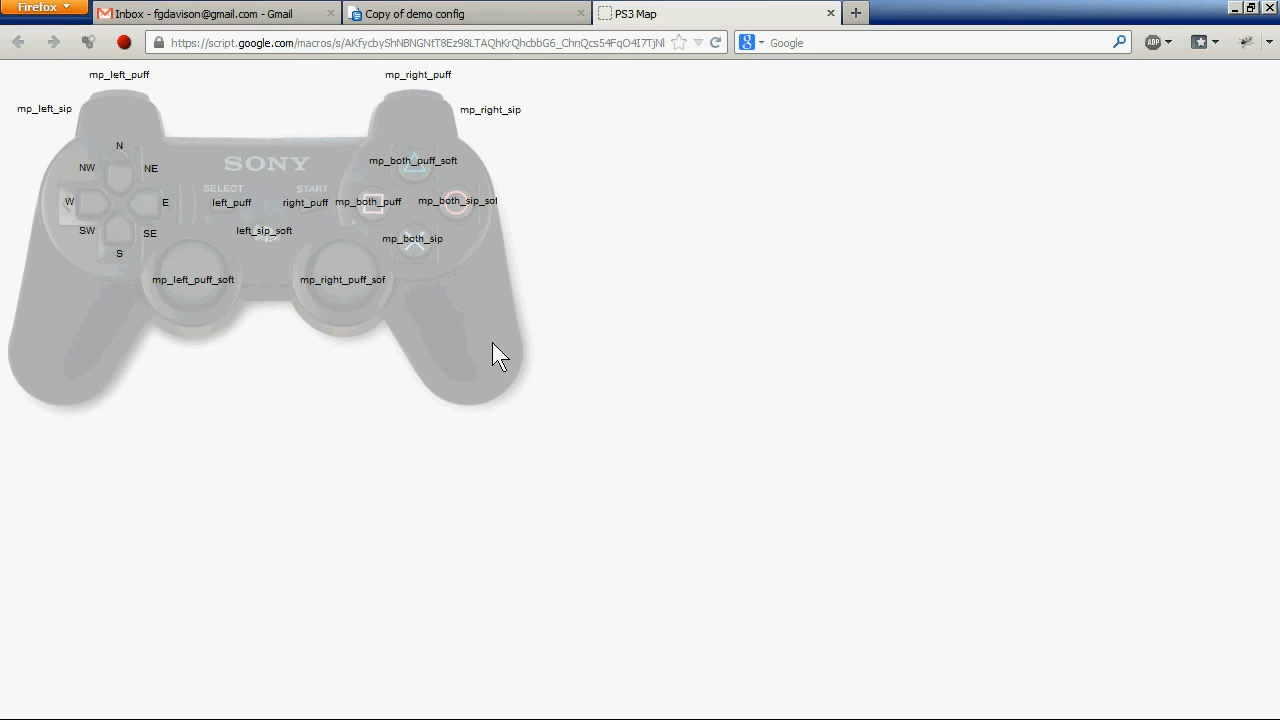 Firefox
Inbox - fgdavison@gmail.com - Gmail
Copy of demo config
PS3 Map
https://script.google.com/macros/s/AKfycbyShNBNGNtT8Ez98LTAQhKrQhcbbG6_ChnQcs54FqO4I7TjNl
Google
ABP
mp_left_puff
mp_right_puff
mp_left_sip
mp_right_sip
N
NW
NE
W
E
SW
SE
S
SONY
SELECT
START
left_puff
right_puff
left_sip_soft
mp_both_puff_soft
mp_both_puff
mp_both_sip_sof
mp_both_sip
mp_left_puff_soft
mp_right_puff_sof